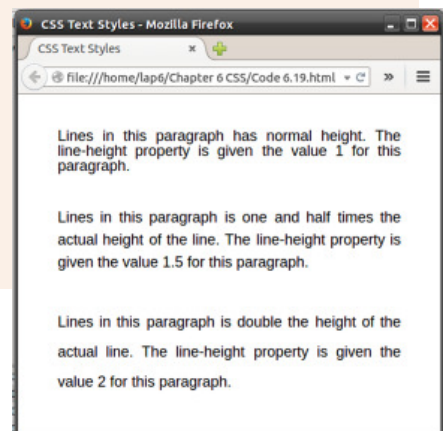 CSS Text Styles - Mozilla Firefox
CSS Text Styles
file:///home/lap6/Chapter 6 CSS/Code 6.19.html
Lines in this paragraph has normal height. The
line-height property is given the value 1 for this
paragraph.
Lines in this paragraph is one and half times the
actual height of the line. The line-height property is
given the value 1.5 for this paragraph.
Lines in this paragraph is double the height of the
actual line. The line-height property is given the
value 2 for this paragraph.